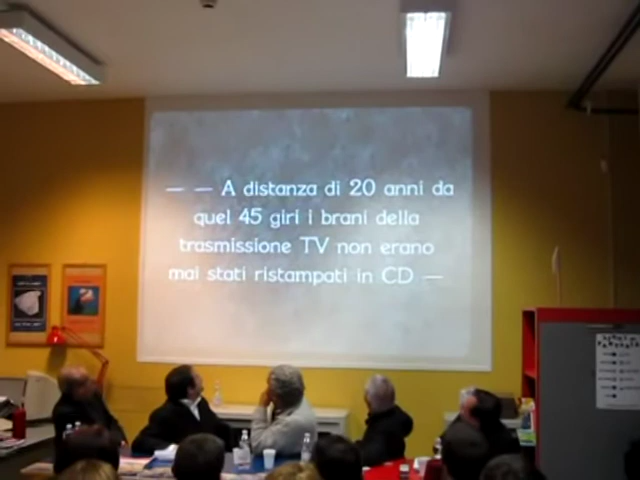 — — A distanza di 20 anni da
quel 45 giri i brani della
trasmissione TV non erano
mai stati ristampati in CD —